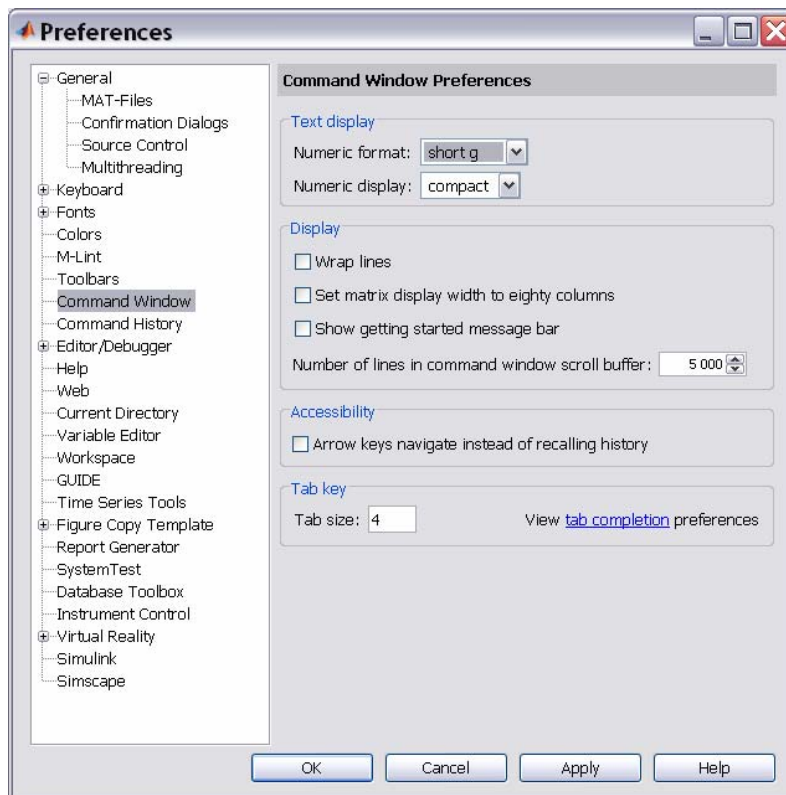 Preferences
General
MAT-Files
Confirmation Dialogs
Source Control
Multithreading
Keyboard
Fonts
Colors
M-Lint
Toolbars
Command Window
Command History
Editor/Debugger
Help
Web
Current Directory
Variable Editor
Workspace
GUIDE
Time Series Tools
Figure Copy Template
Report Generator
SystemTest
Database Toolbox
Instrument Control
Virtual Reality
Simulink
Simscape
Command Window Preferences
Text display
Numeric format: short g
Numeric display: compact
Display
Wrap lines
Set matrix display width to eighty columns
Show getting started message bar
Number of lines in command window scroll buffer: 5 000
Accessibility
Arrow keys navigate instead of recalling history
Tab key
Tab size: 4 View tab completion preferences
OK Cancel Apply Help